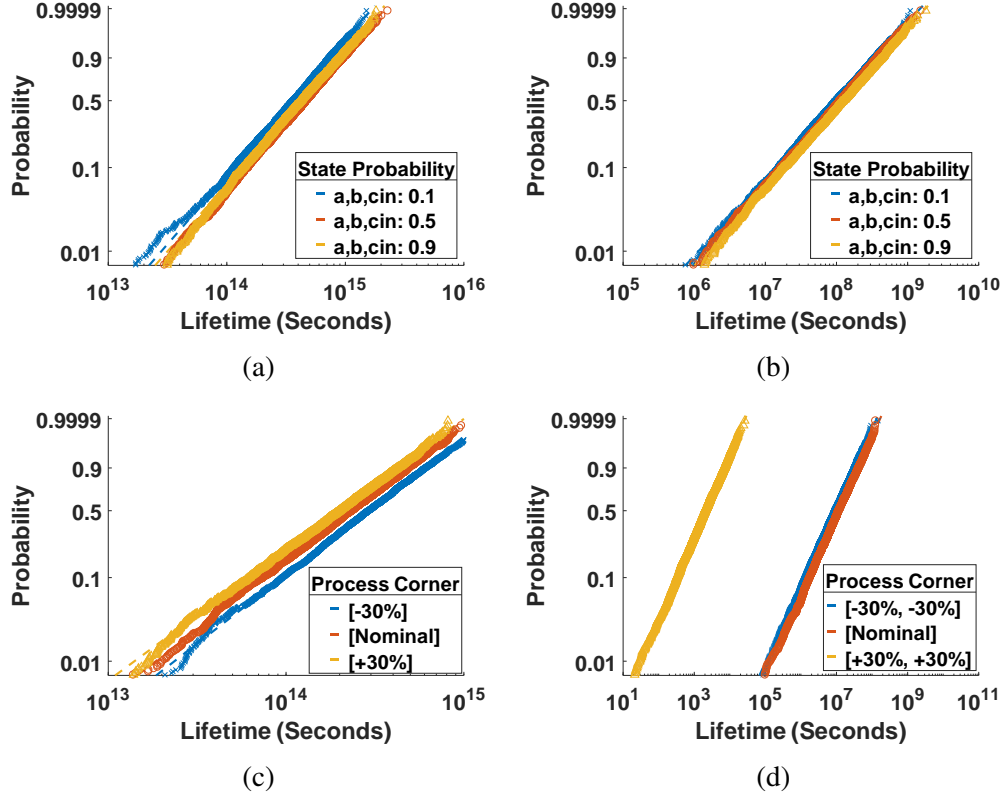 0.9999
0.9
0.5
0.1
0.01
Probability
State Probability
a,b,cin: 0.1
a,b,cin: 0.5
a,b,cin: 0.9
10^13 10^14 10^15 10^16
Lifetime (Seconds)
(a)
0.9999
0.9
0.5
0.1
0.01
Probability
State Probability
a,b,cin: 0.1
a,b,cin: 0.5
a,b,cin: 0.9
10^5 10^6 10^7 10^8 10^9 10^10
Lifetime (Seconds)
(b)
0.9999
0.9
0.5
0.1
0.01
Probability
Process Corner
[-30%]
[Nominal]
[+30%]
10^13 10^14 10^15
Lifetime (Seconds)
(c)
0.9999
0.9
0.5
0.1
0.01
Probability
Process Corner
[-30%, -30%]
[Nominal]
[+30%, +30%]
10^1 10^3 10^5 10^7 10^9 10^11
Lifetime (Seconds)
(d)